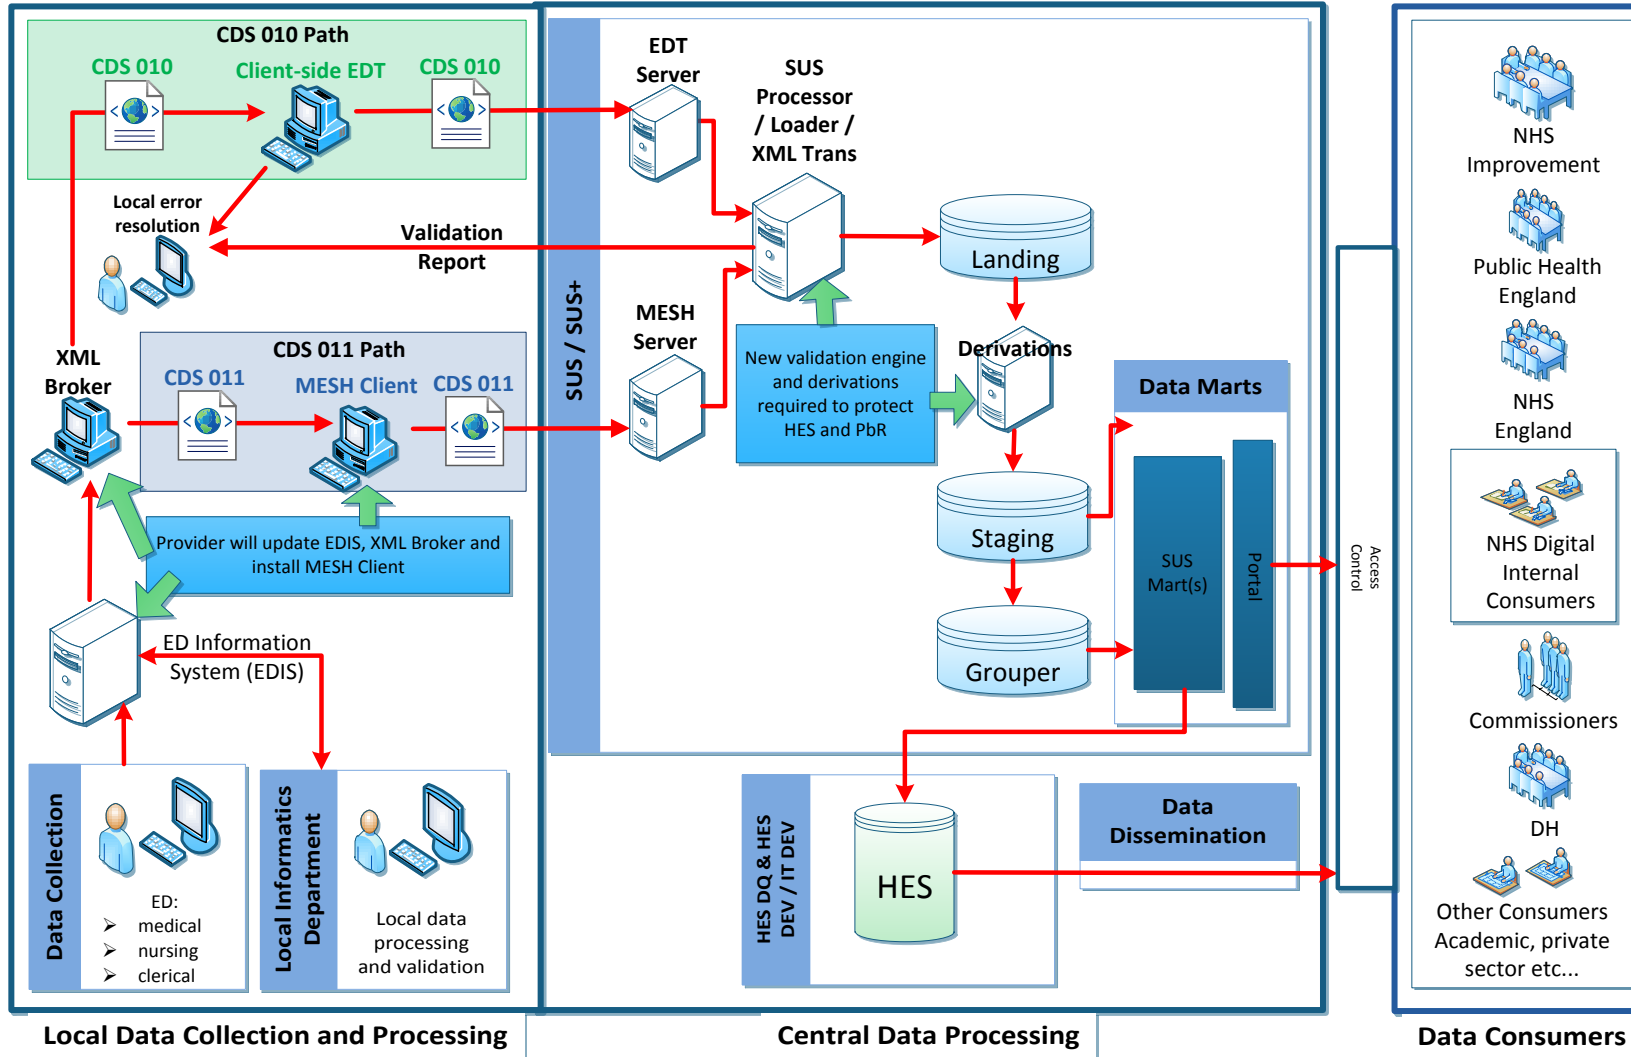 CDS 010 Path
CDS 010
Client-side EDT
CDS 010
Local error
resolution
Validation
Report
XML
Broker
CDS 011 Path
CDS 011
MESH Client
CDS 011
Provider will update EDIS, XML Broker and
install MESH Client
ED Information
System (EDIS)
Data Collection
ED:
➢ medical
➢ nursing
➢ clerical
Local Informatics
Department
Local data
processing
and validation
Local Data Collection and Processing
SUS / SUS+
EDT
Server
SUS
Processor
/ Loader /
XML Trans
MESH
Server
Landing
New validation engine
and derivations
required to protect
HES and PbR
Derivations
Staging
Grouper
Data Marts
SUS
Mart(s)
Portal
HES DQ & HES
DEV / IT DEV
HES
Data
Dissemination
Central Data Processing
Access
Control
NHS
Improvement
Public Health
England
NHS
England
NHS Digital
Internal
Consumers
Commissioners
DH
Other Consumers
Academic, private
sector etc...
Data Consumers